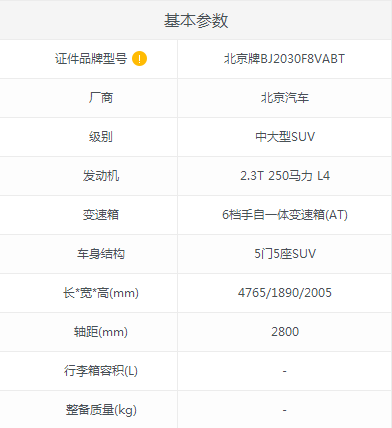 基本参数
证件品牌型号 ! 北京牌BJ2030F8VABT
厂商 北京汽车
级别 中大型SUV
发动机 2.3T 250马力 L4
变速箱 6档手自一体变速箱(AT)
车身结构 5门5座SUV
长*宽*高(mm) 4765/1890/2005
轴距(mm) 2800
行李箱容积(L) -
整备质量(kg) -